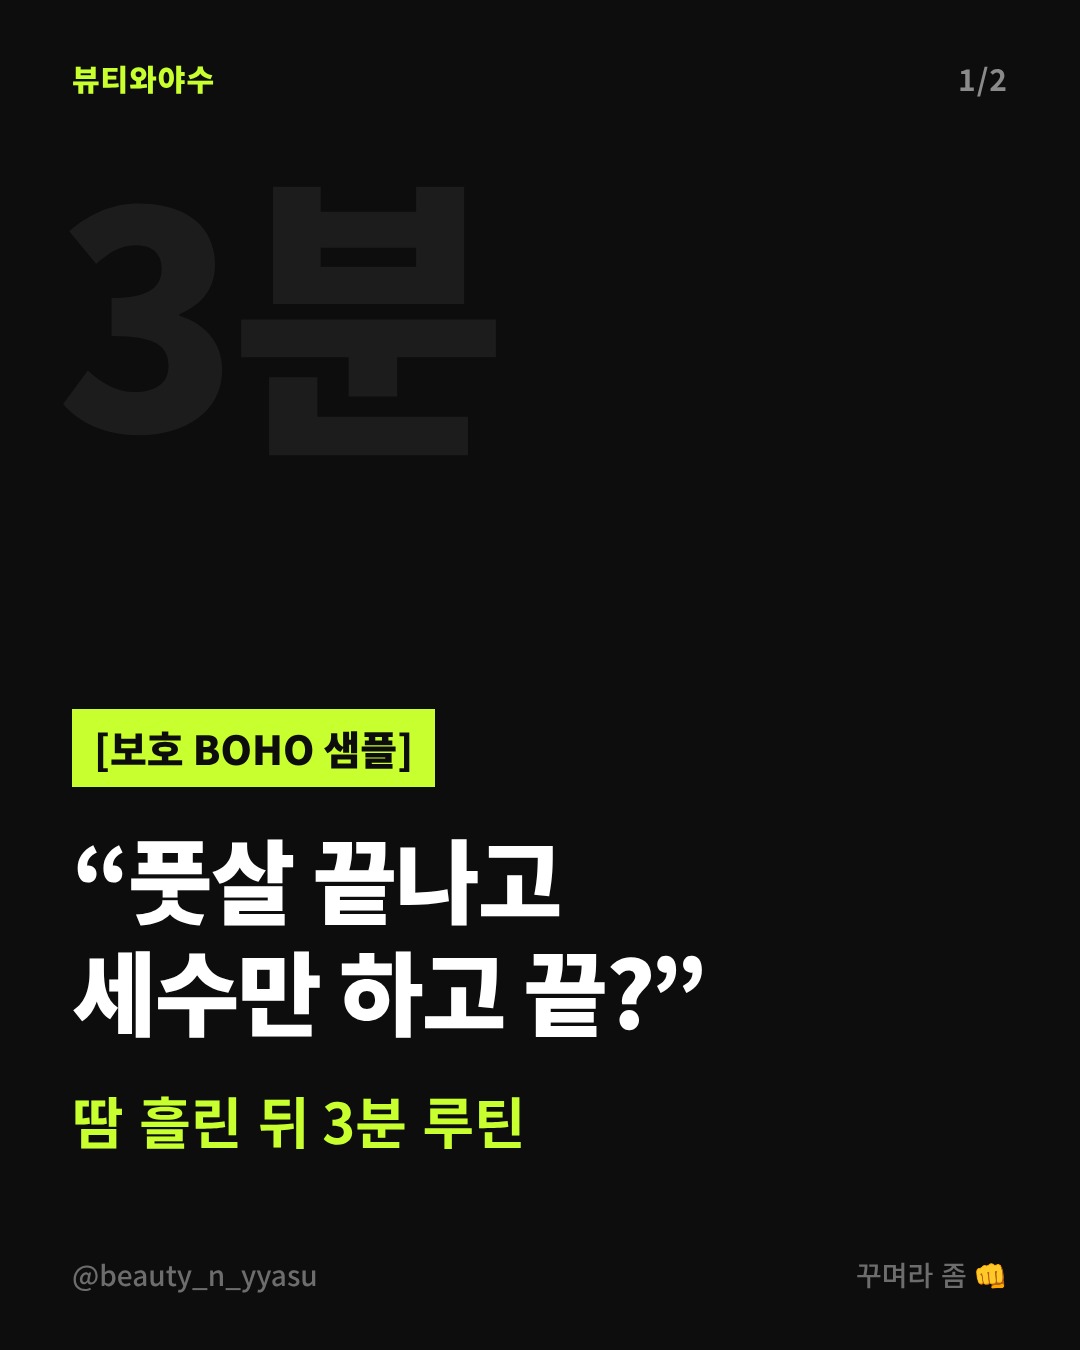 뷰티와야수
1/2
3분
[보호 BOHO 샘플]
“풋살 끝나고
세수만 하고 끝?”
땀 흘린 뒤 3분 루틴
@beauty_n_yyasu
꾸며라 좀 👊